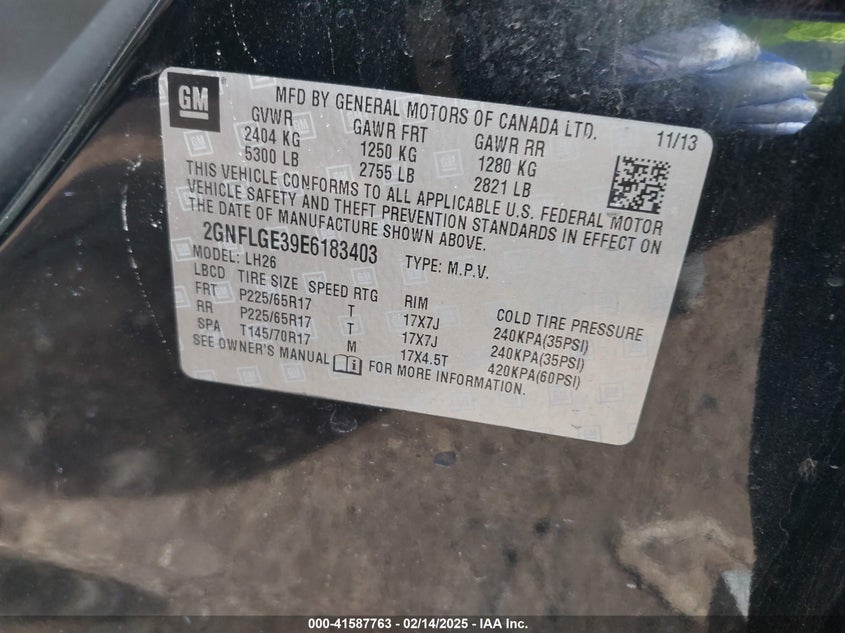 GM
MFD BY GENERAL MOTORS OF CANADA LTD. 11/13
GVWR GAWR FRT GAWR RR
2404 KG 1250 KG 1280 KG
5300 LB 2755 LB 2821 LB
THIS VEHICLE CONFORMS TO ALL APPLICABLE U.S. FEDERAL MOTOR
VEHICLE SAFETY AND THEFT PREVENTION STANDARDS IN EFFECT ON
THE DATE OF MANUFACTURE SHOWN ABOVE.
2GNFLGE39E6183403 TYPE: M.P.V.
MODEL: LH26
LBCD TIRE SIZE SPEED RTG RIM COLD TIRE PRESSURE
FRT P225/65R17 T 17X7J 240KPA(35PSI)
RR P225/65R17 T 17X7J 240KPA(35PSI)
SPA T145/70R17 M 17X4.5T 420KPA(60PSI)
SEE OWNER'S MANUAL FOR MORE INFORMATION.
000-41587763 - 02/14/2025 - IAA Inc.